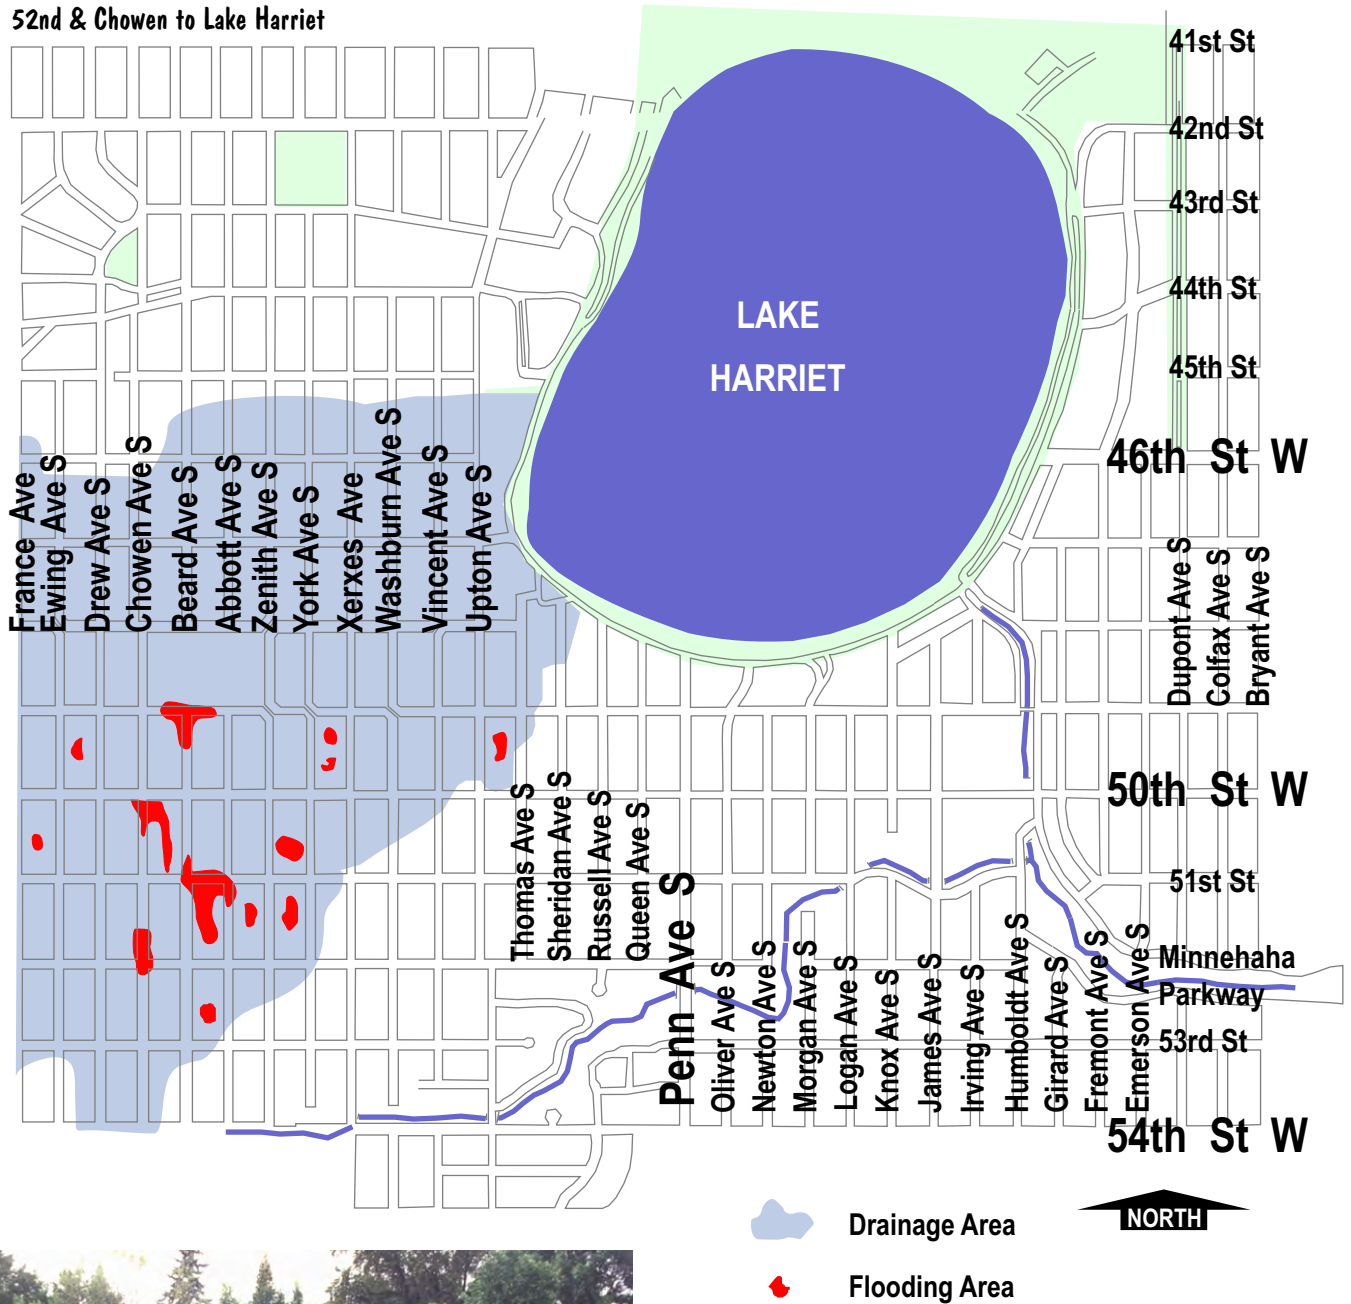 52nd & Chowen to Lake Harriet
41st St
42nd St
43rd St
44th St
45th St
46th St W
LAKE
HARRIET
France Ave
Ewing Ave S
Drew Ave S
Chowen Ave S
Beard Ave S
Abbott Ave S
Zenith Ave S
York Ave S
Xerxes Ave
Washburn Ave S
Vincent Ave S
Upton Ave S
Dupont Ave S
Colfax Ave S
Bryant Ave S
50th St W
51st St
Thomas Ave S
Sheridan Ave S
Russell Ave S
Queen Ave S
Penn Ave S
Oliver Ave S
Newton Ave S
Morgan Ave S
Logan Ave S
Knox Ave S
James Ave S
Irving Ave S
Humboldt Ave S
Girard Ave S
Fremont Ave S
Emerson Ave S
Minnehaha
Parkway
53rd St
54th St W
Drainage Area
NORTH
Flooding Area